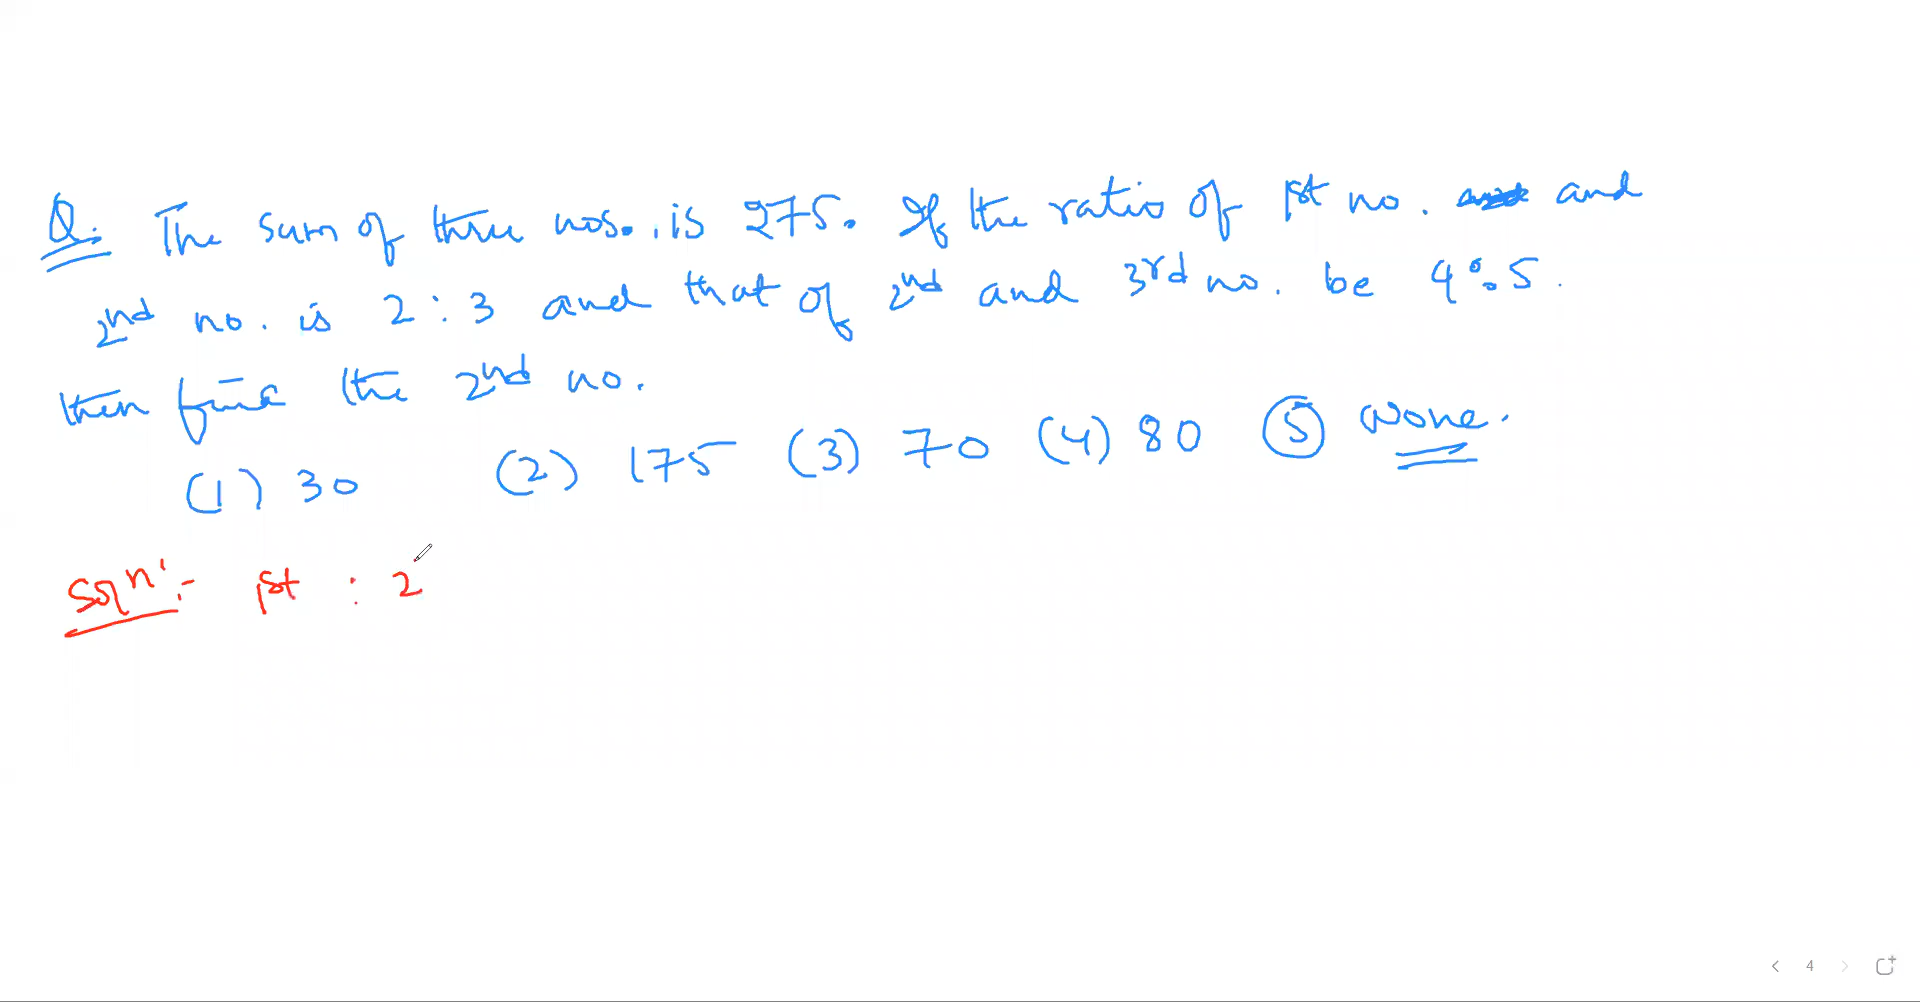 Q: The sum of three nos. is 275. If the ratio of 1st no. and
2nd no. is 2 : 3 and that of 2nd and 3rd no. be 4 : 5.
then find the 2nd no.
(1) 30 (2) 175 (3) 70 (4) 80 (5) None.
Sol^n :- 1st : 2
4